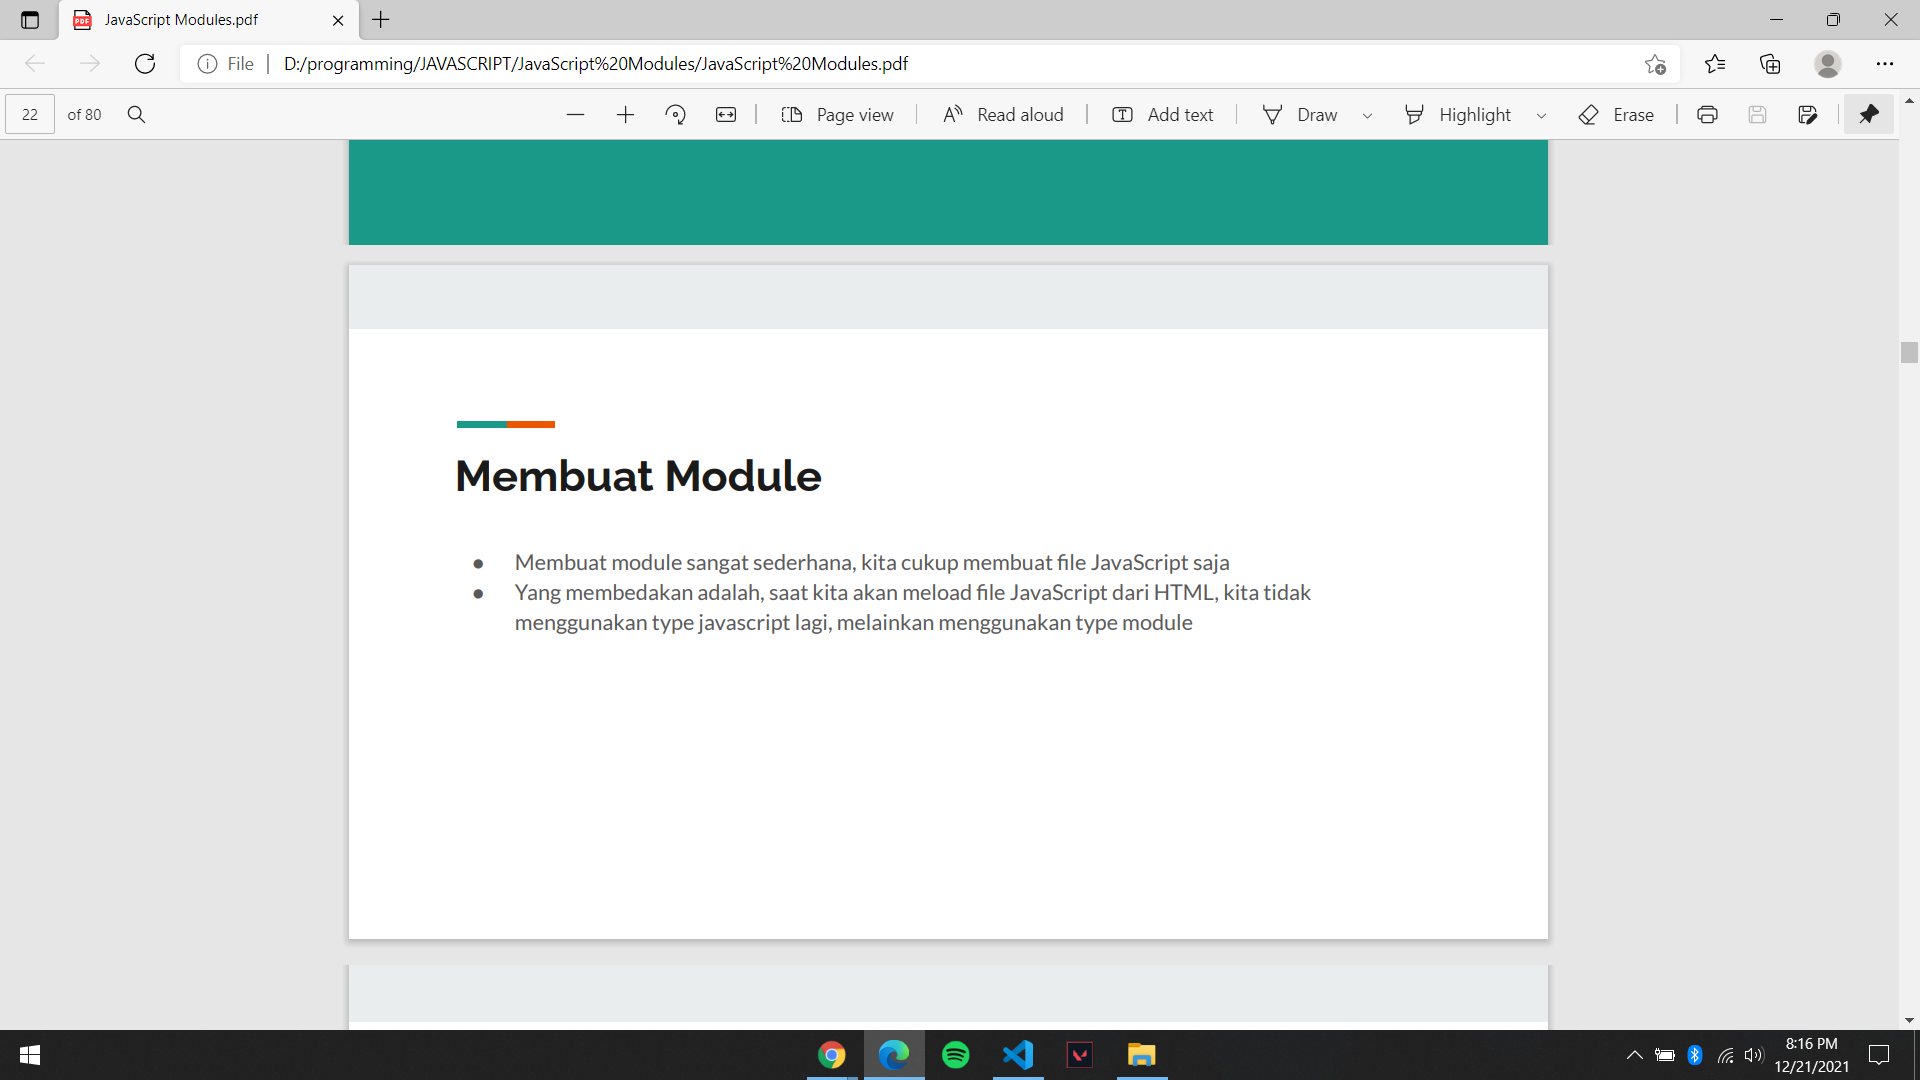 JavaScript Modules.pdf
File D:/programming/JAVASCRIPT/JavaScript%20Modules/JavaScript%20Modules.pdf
22 of 80 Page view Read aloud Add text Draw Highlight Erase
Membuat Module
● Membuat module sangat sederhana, kita cukup membuat file JavaScript saja
● Yang membedakan adalah, saat kita akan meload file JavaScript dari HTML, kita tidak
menggunakan type javascript lagi, melainkan menggunakan type module
8:16 PM
12/21/2021